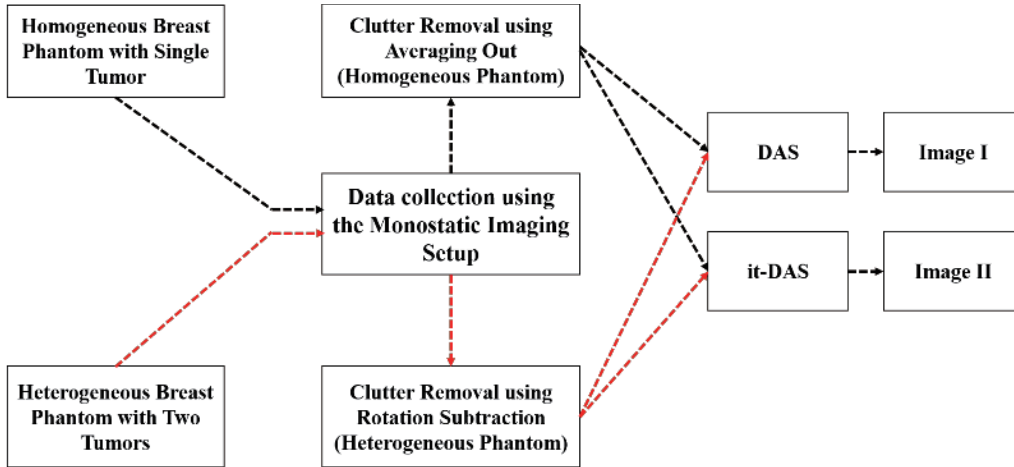 Homogeneous Breast
Phantom with Single
Tumor
Clutter Removal using
Averaging Out
(Homogeneous Phantom)
DAS
Image I
Data collection using
the Monostatic Imaging
Setup
it-DAS
Image II
Heterogeneous Breast
Phantom with Two
Tumors
Clutter Removal using
Rotation Subtraction
(Heterogeneous Phantom)